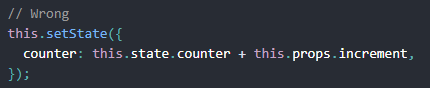 // Wrong
this.setState({
  counter: this.state.counter + this.props.increment,
});